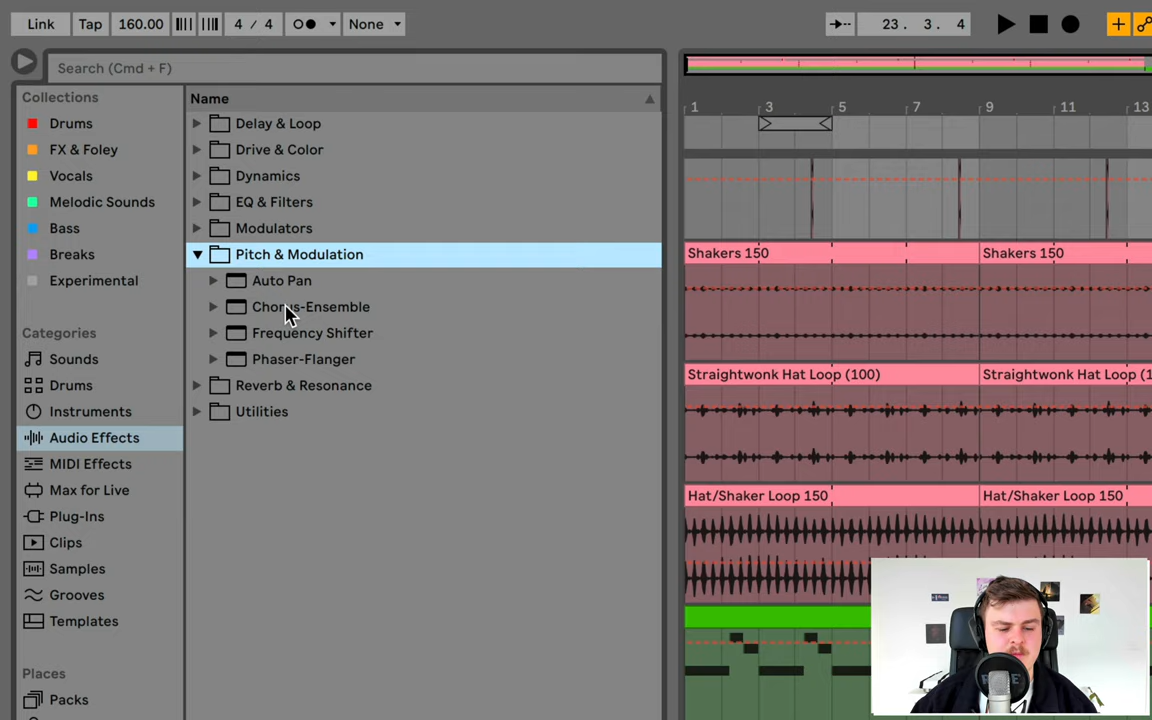 Link Tap 160.00 4 / 4 None 23. 3. 4
Search (Cmd + F)
Collections
Drums
FX & Foley
Vocals
Melodic Sounds
Bass
Breaks
Experimental
Categories
Sounds
Drums
Instruments
Audio Effects
MIDI Effects
Max for Live
Plug-Ins
Clips
Samples
Grooves
Templates
Places
Packs
Name
Delay & Loop
Drive & Color
Dynamics
EQ & Filters
Modulators
Pitch & Modulation
Auto Pan
Chorus-Ensemble
Frequency Shifter
Phaser-Flanger
Reverb & Resonance
Utilities
1 3 5 7 9 11 13
Shakers 150 Shakers 150
Straightwonk Hat Loop (100) Straightwonk Hat Loop (1
Hat/Shaker Loop 150 Hat/Shaker Loop 150